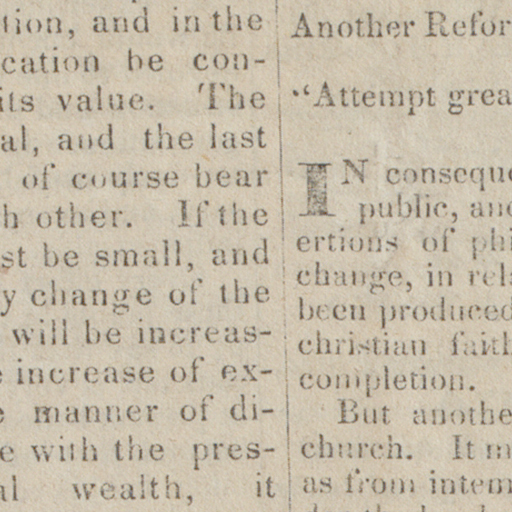 tion, and in the
cation be con-
its value. The
al, and the last
of course bear
h other. If the
st be small, and
y change of the
will be increas-
increase of ex-
manner of di-
e with the pres-
al wealth, it
Another Refor
"Attempt grea
IN conseque
public, and
ertions of phi
change, in rela
been produced
christian faith
completion.
But anothe
church. It m
as from intem